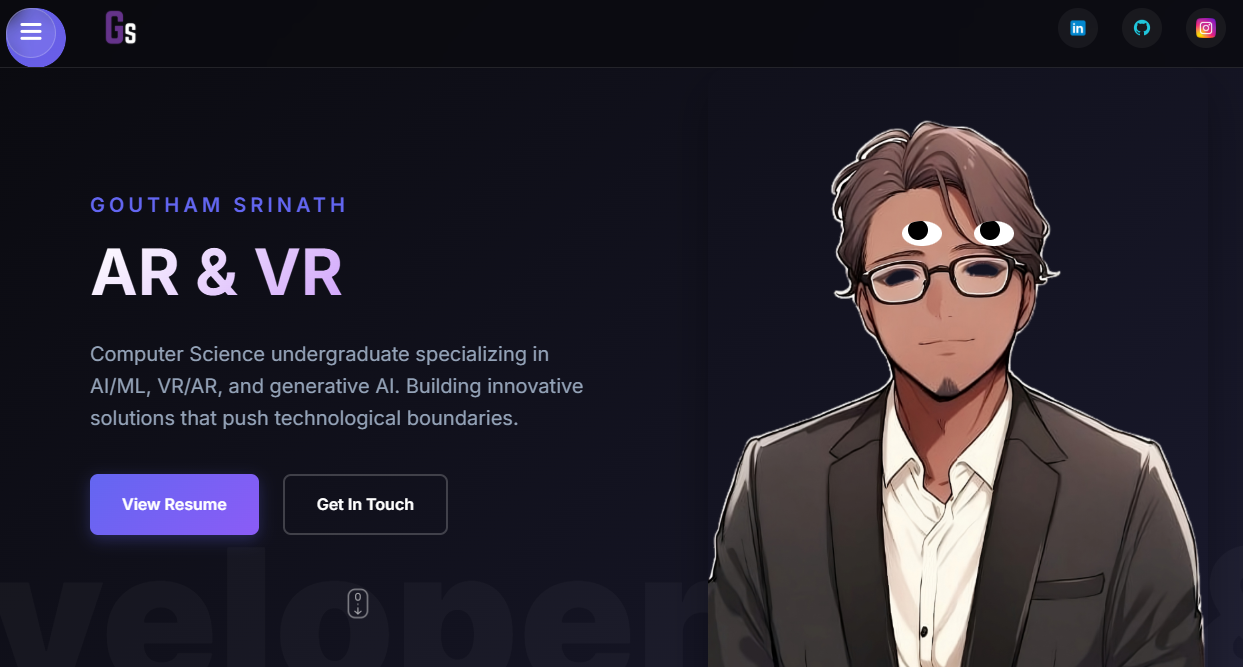 Gs
in
GOUTHAM SRINATH
AR & VR
Computer Science undergraduate specializing in
AI/ML, VR/AR, and generative AI. Building innovative
solutions that push technological boundaries.
View Resume
Get In Touch
veloper